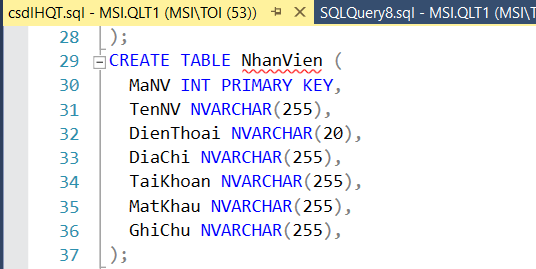 csdlHQT.sql - MSI.QLT1 (MSI\TOI (53)) SQLQuery8.sql - MSI.QLT1 (MSI\T
28 );
29 CREATE TABLE NhanVien (
30 MaNV INT PRIMARY KEY,
31 TenNV NVARCHAR(255),
32 DienThoai NVARCHAR(20),
33 DiaChi NVARCHAR(255),
34 TaiKhoan NVARCHAR(255),
35 MatKhau NVARCHAR(255),
36 GhiChu NVARCHAR(255),
37 );